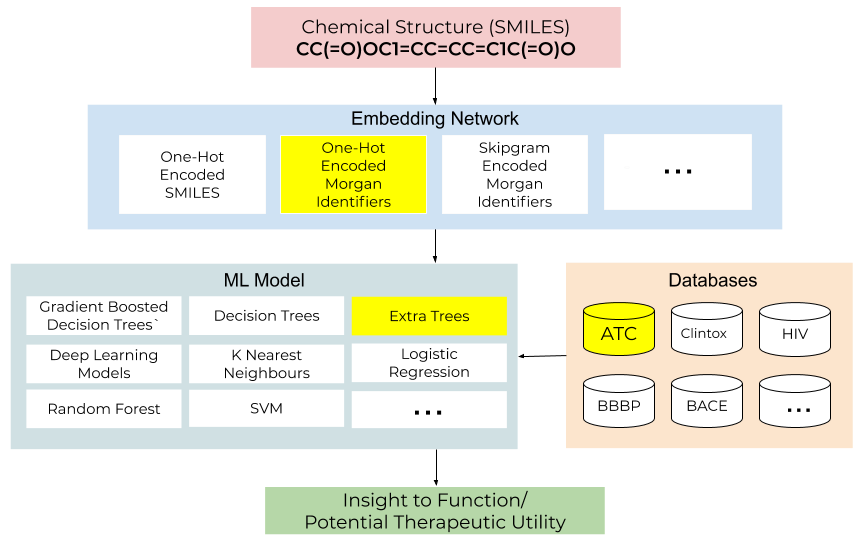 Chemical Structure (SMILES)
CC(=O)OC1=CC=CC=C1C(=O)O
Embedding Network
One-Hot
Encoded
SMILES
One-Hot
Encoded
Morgan
Identifiers
Skipgram
Encoded
Morgan
Identifiers
...
ML Model
Gradient Boosted
Decision Trees`
Decision Trees
Extra Trees
Deep Learning
Models
K Nearest
Neighbours
Logistic
Regression
Random Forest
SVM
...
Databases
ATC
Clintox
HIV
BBBP
BACE
...
Insight to Function/
Potential Therapeutic Utility